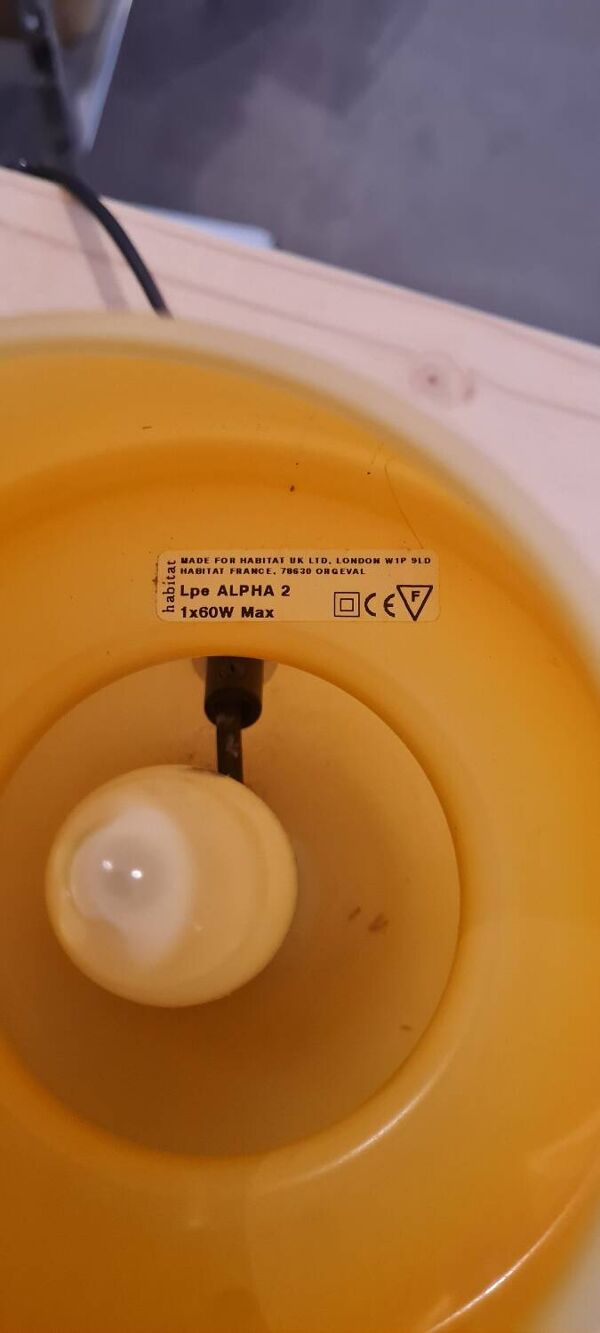 habitat
MADE FOR HABITAT UK LTD, LONDON W1P 9LD
HABITAT FRANCE, 78630 ORGEVAL
Lpe ALPHA 2
1x60W Max
CE F